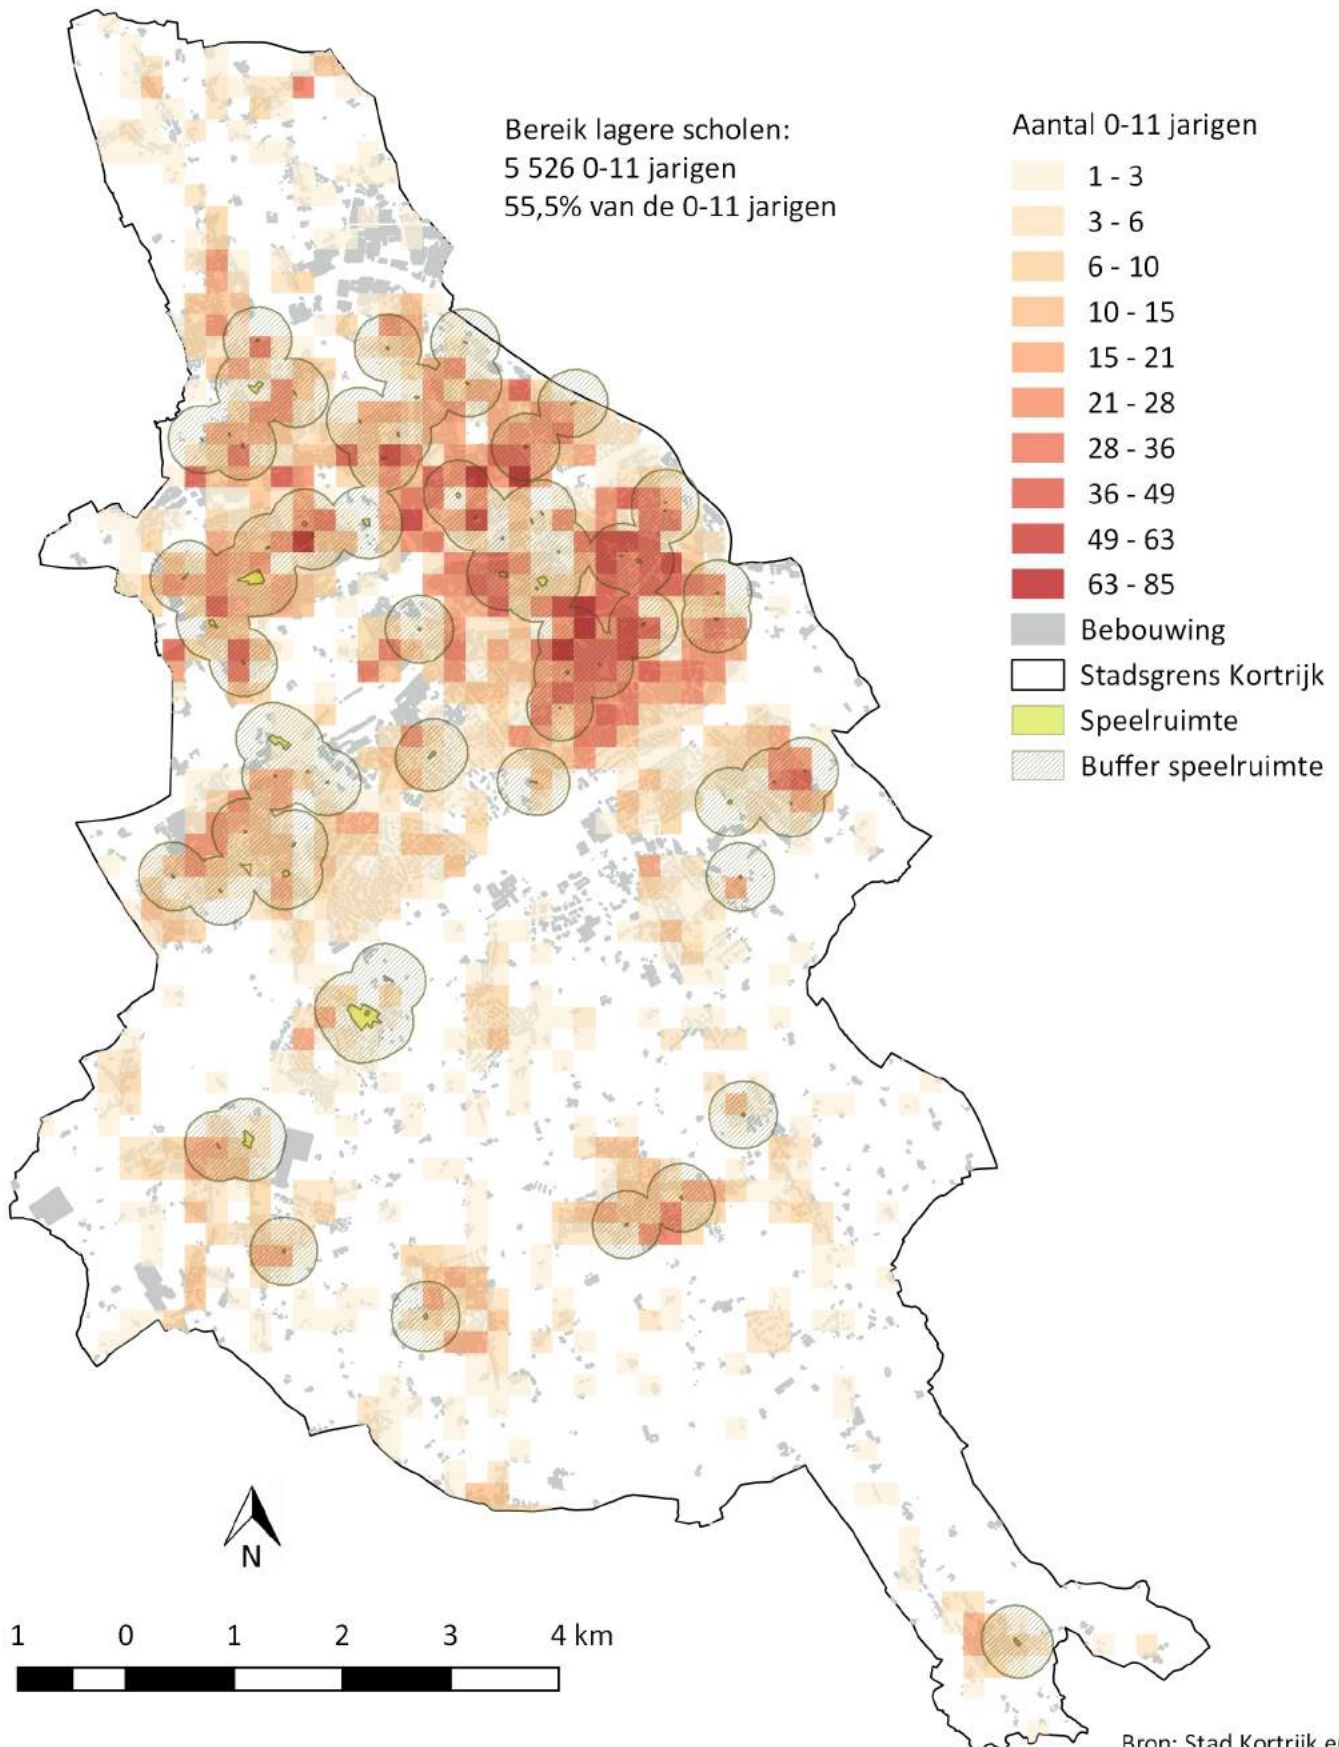 Bereik lagere scholen:
5 526 0-11 jarigen
55,5% van de 0-11 jarigen
Aantal 0-11 jarigen
1 - 3
3 - 6
6 - 10
10 - 15
15 - 21
21 - 28
28 - 36
36 - 49
49 - 63
63 - 85
Bebouwing
Stadsgrens Kortrijk
Speelruimte
Buffer speelruimte
N
1 0 1 2 3 4 km
Bron: Stad Kortrijk